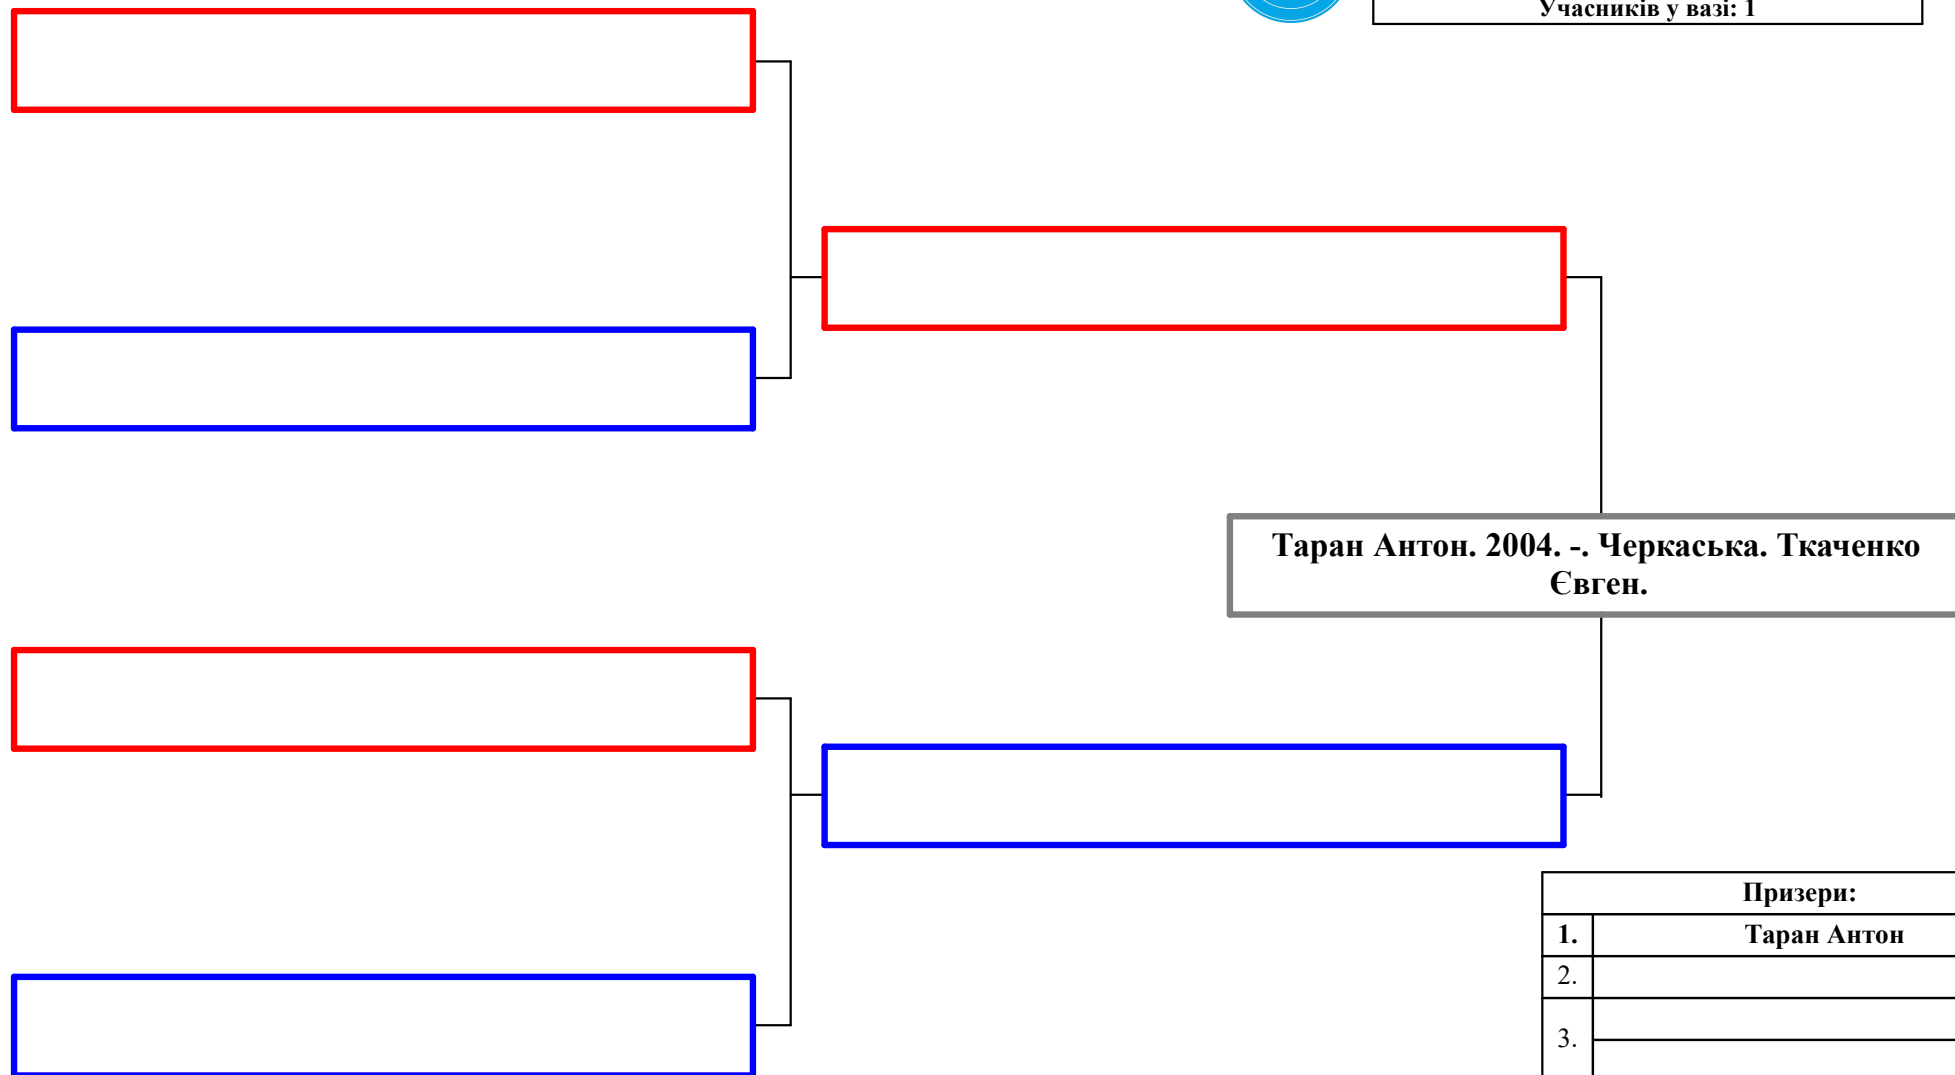 Учасників у вазі: 1
Таран Антон. 2004. -. Черкаська. Ткаченко
Євген.
Призери:
1. Таран Антон
2.
3.